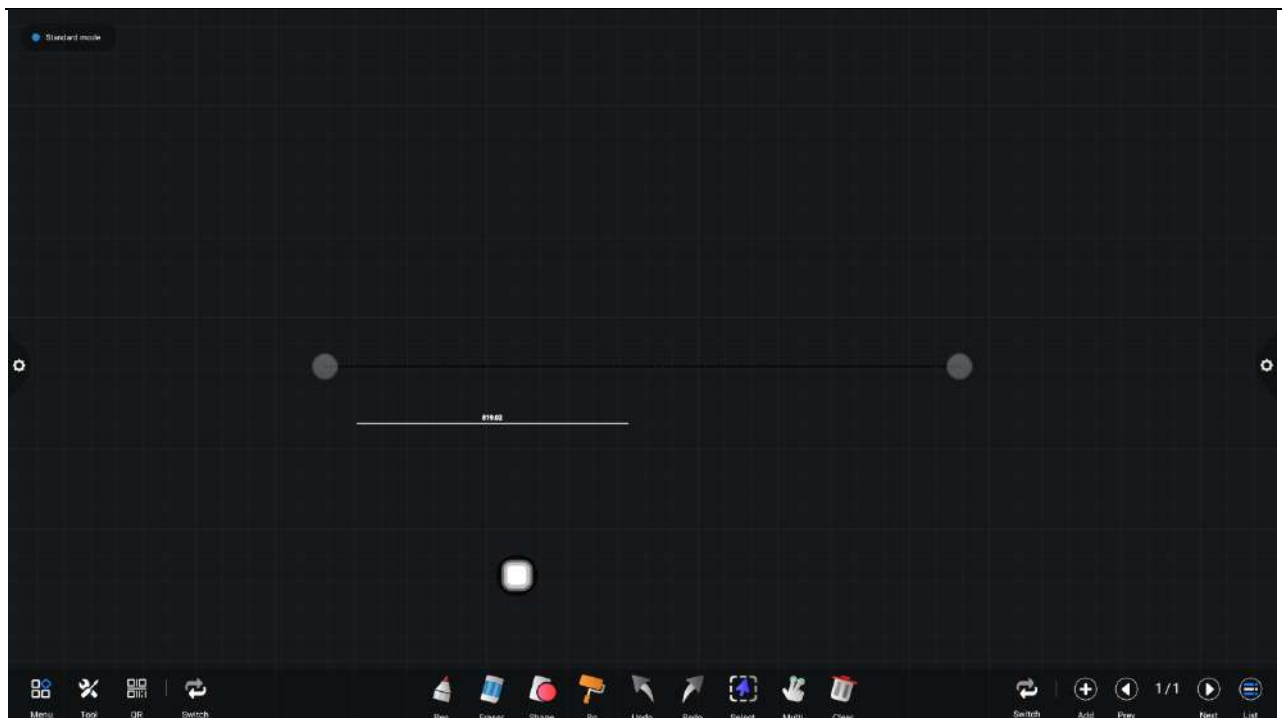 Standard mode
819.02
1/1
Menu Tool QR Switch Pen Eraser Shape Bg Undo Redo Select Multi Clear Switch Add Prev Next List